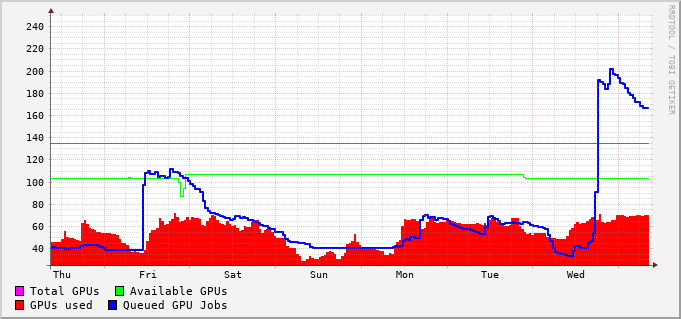 240
220
200
180
160
140
120
100
80
60
40
Thu Fri Sat Sun Mon Tue Wed
Total GPUs Available GPUs
GPUs used Queued GPU Jobs
RRDTOOL / TOBI OETIKER